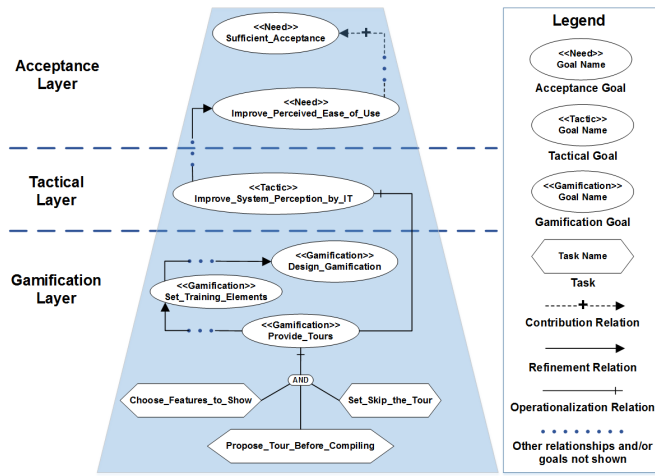 Acceptance
Layer
<<Need>>
Sufficient_Acceptance
+
<<Need>>
Improve_Perceived_Ease_of_Use
Tactical
Layer
<<Tactic>>
Improve_System_Perception_by_IT
Gamification
Layer
<<Gamification>>
Design_Gamification
<<Gamification>>
Set_Training_Elements
<<Gamification>>
Provide_Tours
AND
Choose_Features_to_Show
Set_Skip_the_Tour
Propose_Tour_Before_Compiling
Legend
<<Need>>
Goal Name
Acceptance Goal
<<Tactic>>
Goal Name
Tactical Goal
<<Gamification>>
Goal Name
Gamification Goal
Task Name
Task
+
Contribution Relation
Refinement Relation
Operationalization Relation
Other relationships and/or
goals not shown